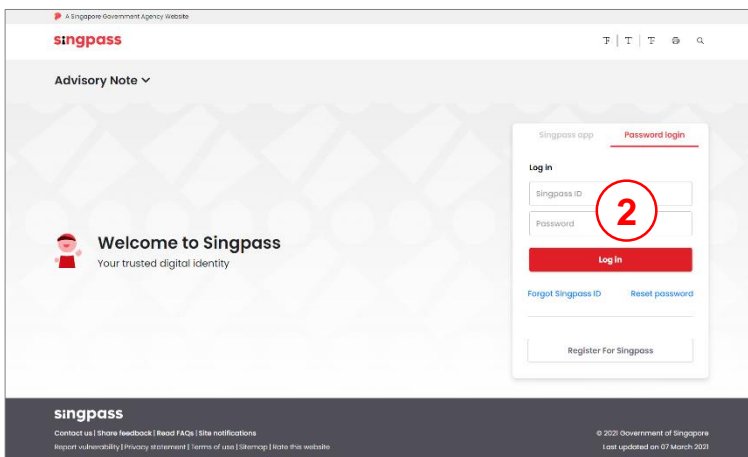 A Singapore Government Agency Website
singpass
T T T
Advisory Note
Singpass app Password login
Log in
Singpass ID
2
Password
Log in
Welcome to Singpass
Your trusted digital identity
Forgot Singpass ID Reset password
Register For Singpass
singpass
Contact us | Share feedback | Read FAQs | Site notifications
Report vulnerability | Privacy statement | Terms of use | Sitemap | Rate this website
© 2021 Government of Singapore
Last updated on 07 March 2021